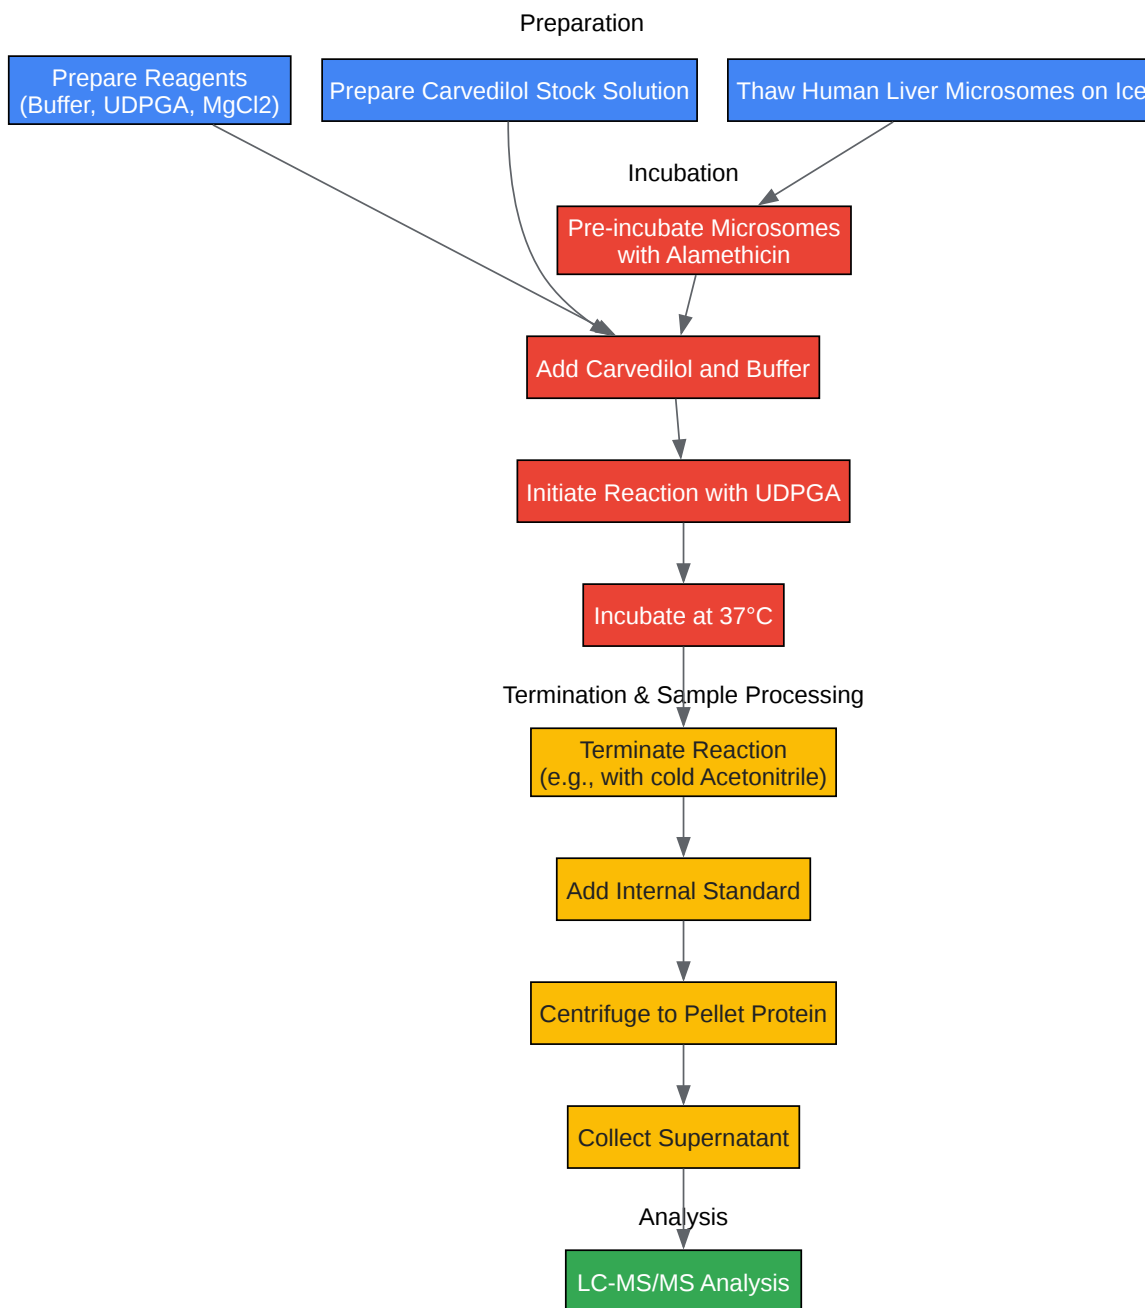 Preparation
Prepare Reagents
(Buffer, UDPGA, MgCl2)
Prepare Carvedilol Stock Solution
Thaw Human Liver Microsomes on Ice
Incubation
Pre-incubate Microsomes
with Alamethicin
Add Carvedilol and Buffer
Initiate Reaction with UDPGA
Incubate at 37°C
Termination & Sample Processing
Terminate Reaction
(e.g., with cold Acetonitrile)
Add Internal Standard
Centrifuge to Pellet Protein
Collect Supernatant
Analysis
LC-MS/MS Analysis